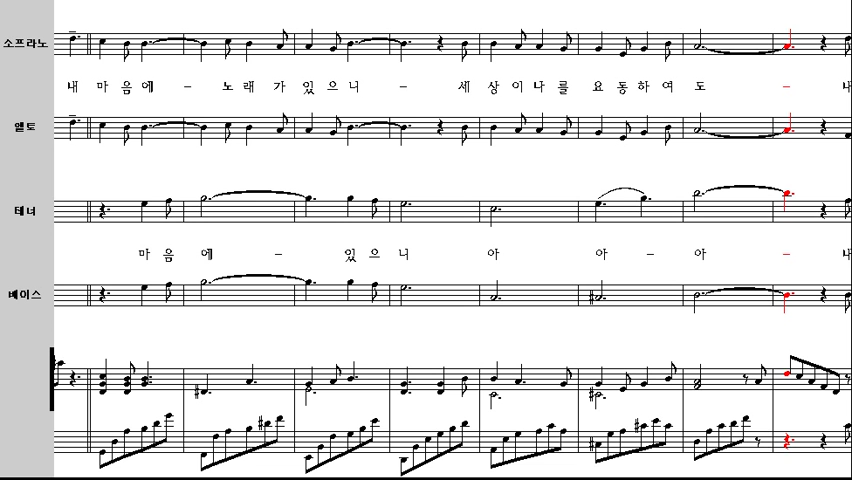 소프라노
내 마 음 에 - 노 래 가 있 으 니 - 세 상 이 나 를 요 동 하 여 도 - 내
앨토
테너
마 음 에 - 있 으 니 아 아 - 아 - 내
베이스